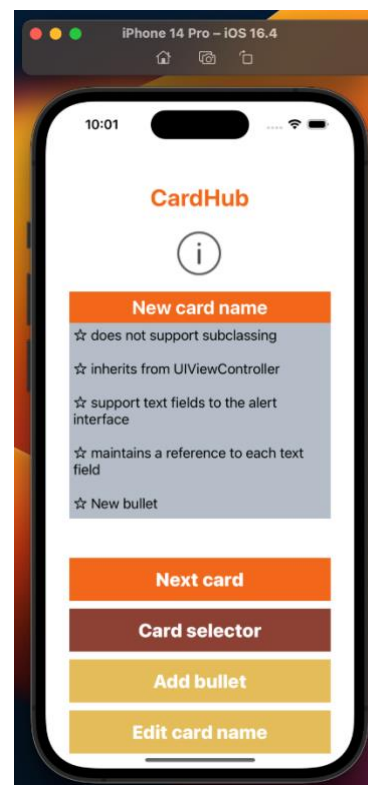 iPhone 14 Pro – iOS 16.4
10:01
CardHub
i
New card name
☆ does not support subclassing
☆ inherits from UIViewController
☆ support text fields to the alert
interface
☆ maintains a reference to each text
field
☆ New bullet
Next card
Card selector
Add bullet
Edit card name